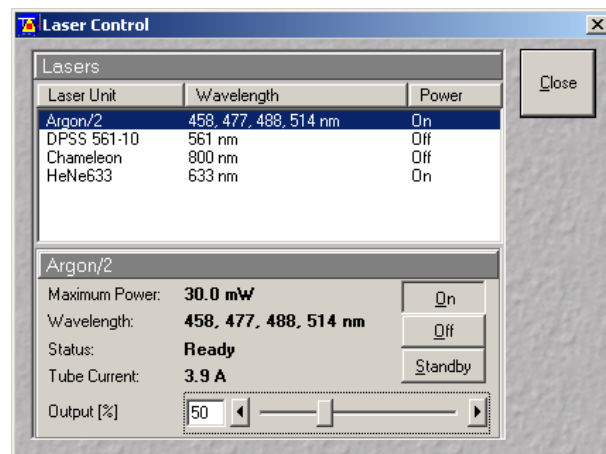 Laser Control
Lasers
Close
Laser Unit Wavelength Power
Argon/2 458, 477, 488, 514 nm On
DPSS 561-10 561 nm Off
Chameleon 800 nm Off
HeNe633 633 nm On
Argon/2
Maximum Power: 30.0 mW On
Wavelength: 458, 477, 488, 514 nm Off
Status: Ready
Standby
Tube Current: 3.9 A
Output [%] 50